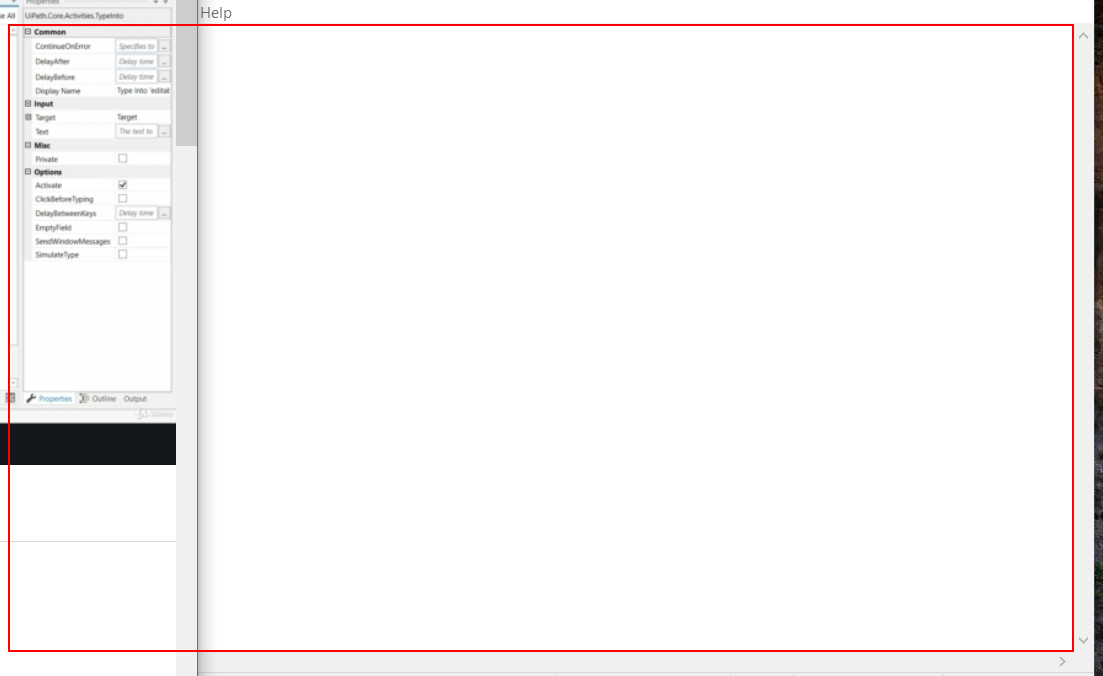 Properties
e All
UiPath.Core.Activities.TypeInto
Help
Common
ContinueOnError Specifies to ...
DelayAfter Delay time ...
DelayBefore Delay time ...
Display Name Type Into 'editat
Input
Target Target
Text The text to ...
Misc
Private
Options
Activate
ClickBeforeTyping
DelayBetweenKeys Delay time ...
EmptyField
SendWindowMessages
SimulateType
Properties Outline Output